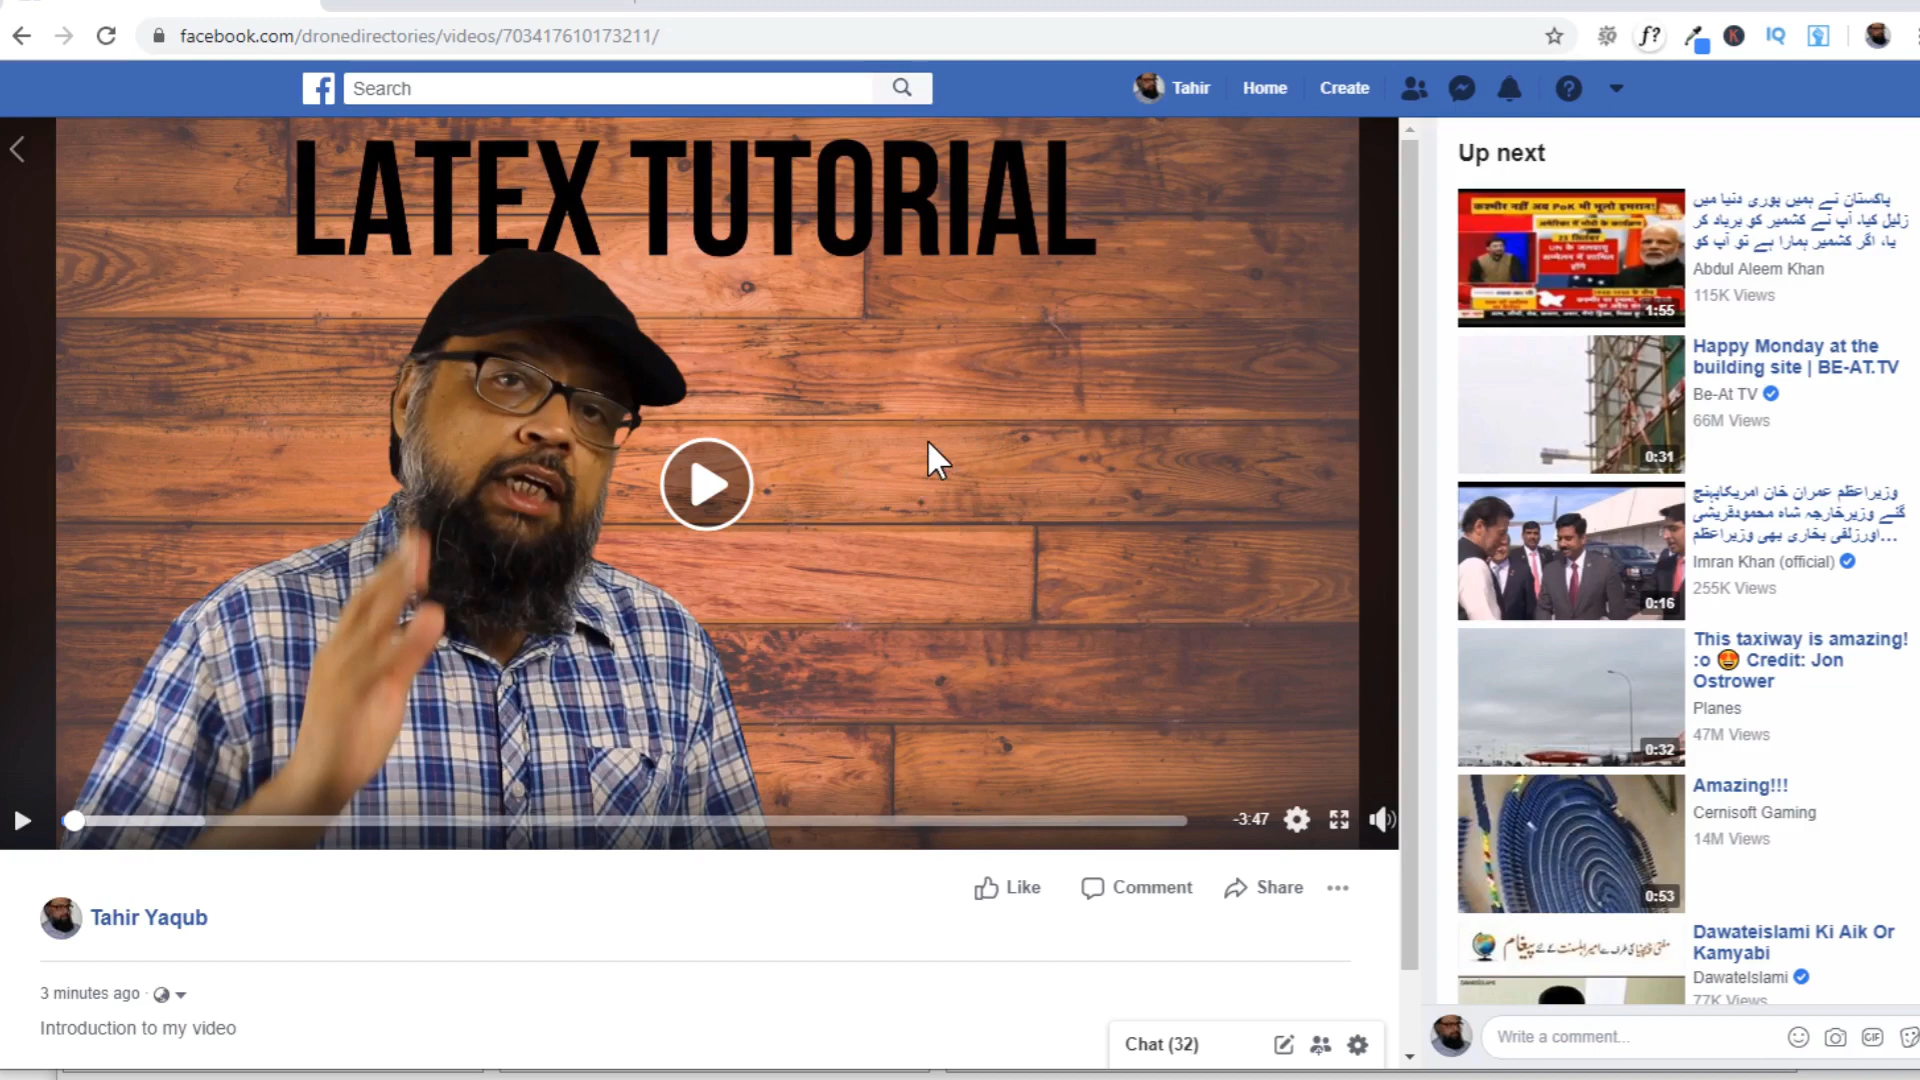 facebook.com/dronedirectories/videos/703417610173211/
f?
K
IQ
f
Search
Tahir
Home
Create
?
LATEX TUTORIAL
-3:47
Like
Comment
Share
Tahir Yaqub
3 minutes ago ·
Introduction to my video
Chat (32)
Up next
1:55
پاکستان نے ہمیں پوری دنیا میں
ذلیل کیا، آپ نے کشمیر کو برباد کر
یا، اگر کشمیر ہمارا ہے تو آپ کو
Abdul Aleem Khan
115K Views
0:31
Happy Monday at the
building site | BE-AT.TV
Be-At TV
66M Views
0:16
وزیراعظم عمران خان امریکاپہنچ
گئے وزیرخارجہ شاہ محمودقریشی
اورزلفی بخاری بھی وزیراعظم...
Imran Khan (official)
255K Views
0:32
This taxiway is amazing!
:o 😍 Credit: Jon
Ostrower
Planes
47M Views
0:53
Amazing!!!
Cernisoft Gaming
14M Views
Dawateislami Ki Aik Or
Kamyabi
DawateIslami
77K Views
Write a comment...
GIF